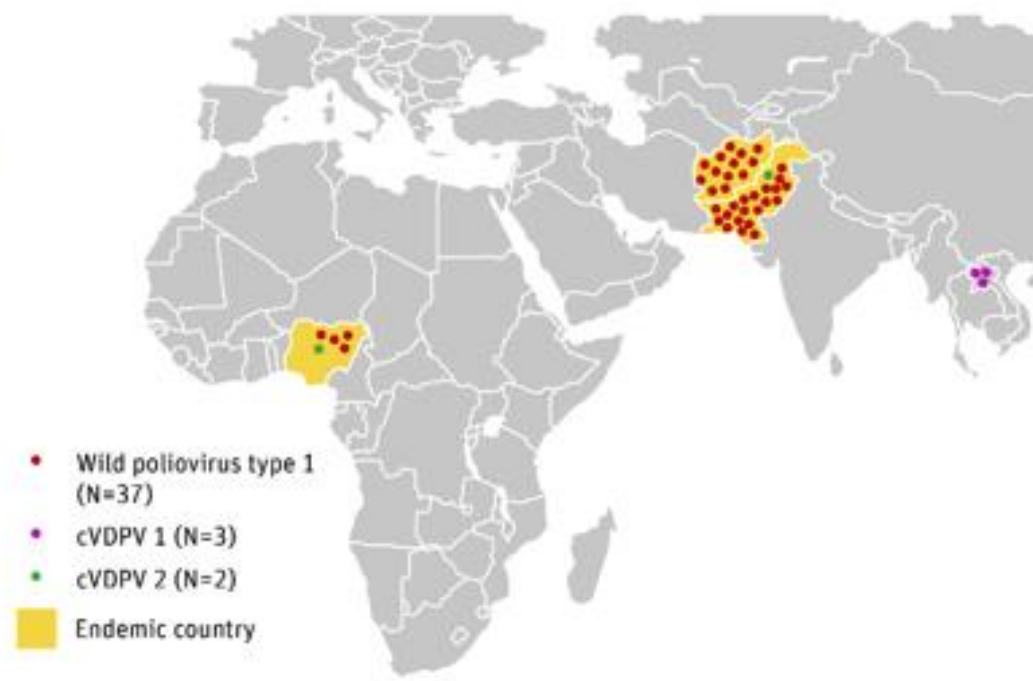 Wild poliovirus type 1
(N=37)
cVDPV 1 (N=3)
cVDPV 2 (N=2)
Endemic country